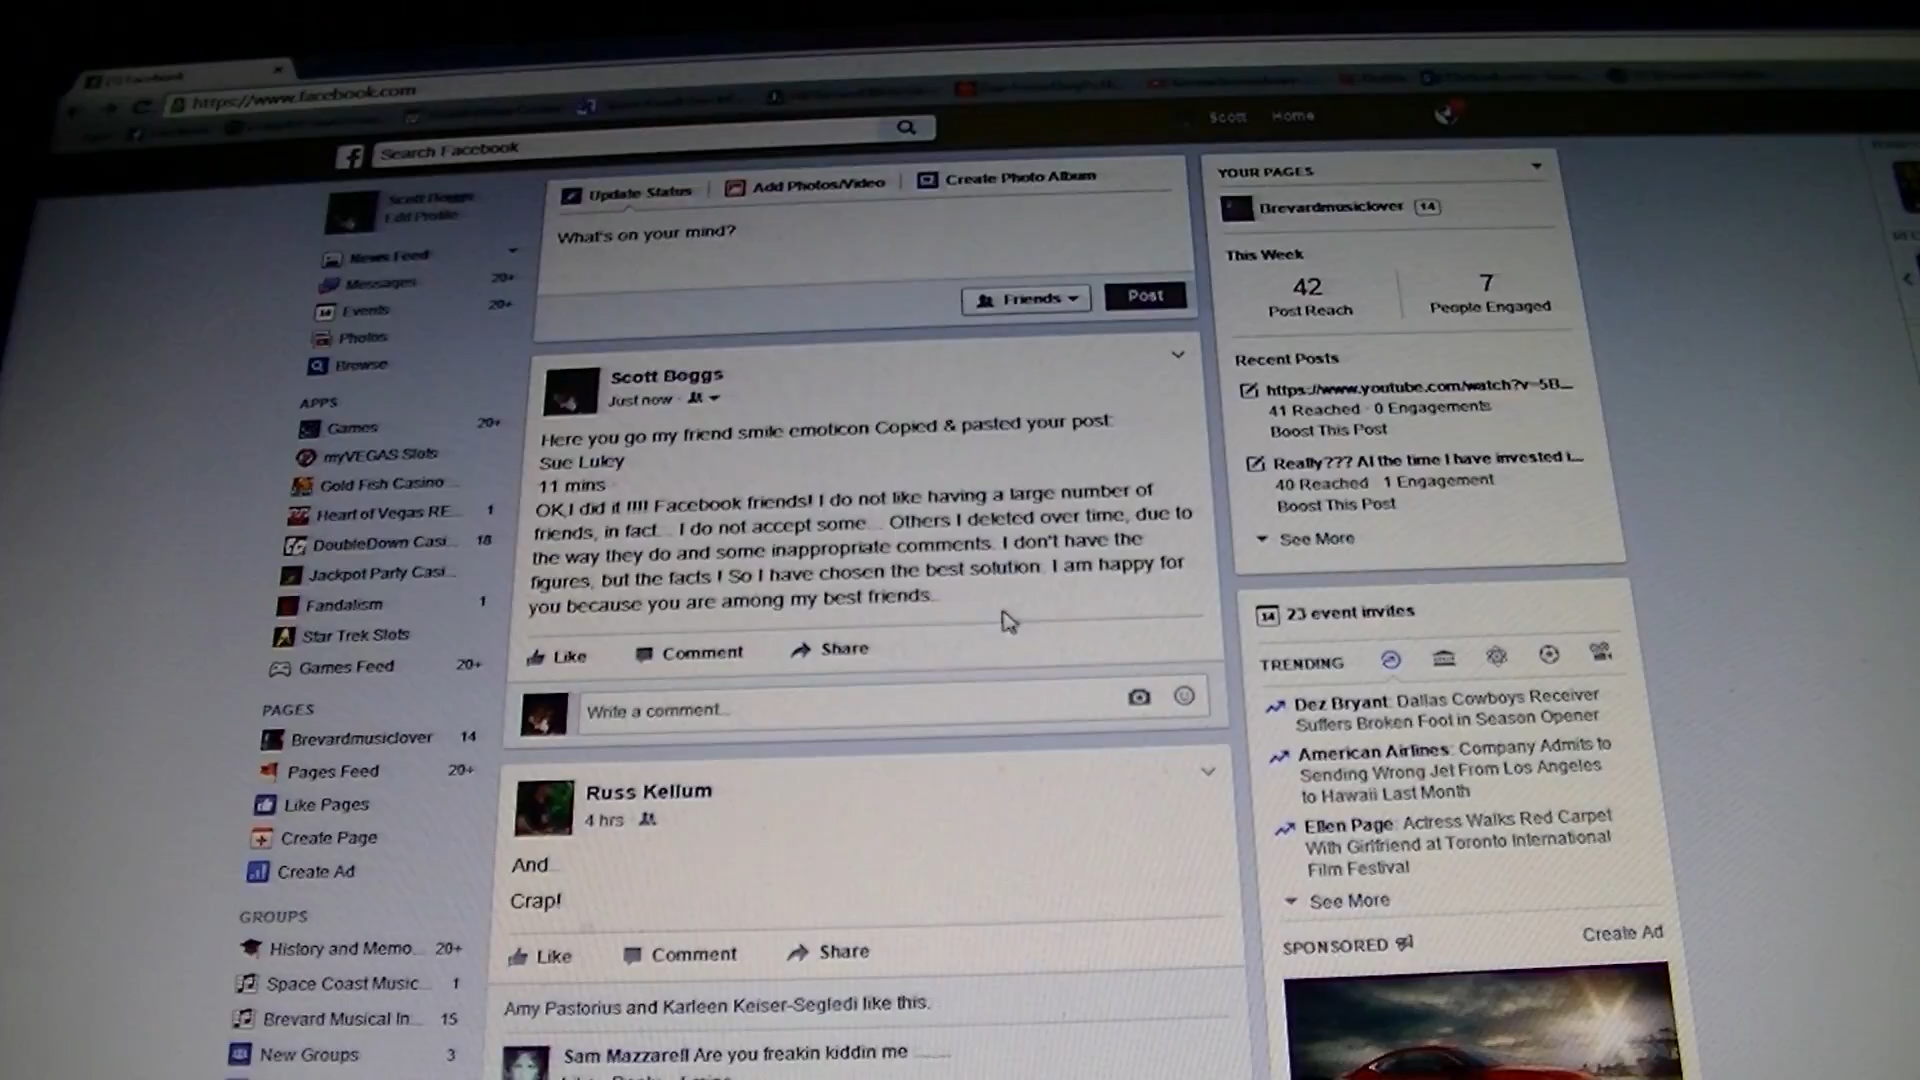 Facebook
https://www.facebook.com
Search Facebook
Scott Home
Scott Boggs
Edit Profile
News Feed
Messages 20+
Events 20+
Photos
Browse
APPS
Games 20+
myVEGAS Slots
Gold Fish Casino ...
Heart of Vegas RE... 1
DoubleDown Casi... 18
Jackpot Party Casi...
Fandalism 1
Star Trek Slots
Games Feed 20+
PAGES
Brevardmusiclover 14
Pages Feed 20+
Like Pages
Create Page
Create Ad
GROUPS
History and Memo... 20+
Space Coast Music... 1
Brevard Musical In... 15
New Groups 3
Update Status
Add Photos/Video
Create Photo Album
What's on your mind?
Friends
Post
Scott Boggs
Just now
Here you go my friend smile emoticon Copied & pasted your post:
Sue Luley
11 mins
OK,I did it !!!!! Facebook friends! I do not like having a large number of
friends, in fact... I do not accept some... Others I deleted over time, due to
the way they do and some inappropriate comments. I don't have the
figures, but the facts ! So I have chosen the best solution. I am happy for
you because you are among my best friends..
Like Comment Share
Write a comment...
Russ Kellum
4 hrs
And...
Crap!
Like Comment Share
Amy Pastorius and Karleen Keiser-Segledi like this.
Sam Mazzarell Are you freakin kiddin me ........
YOUR PAGES
Brevardmusiclover 14
This Week
42 7
Post Reach People Engaged
Recent Posts
https://www.youtube.com/watch?v=5B...
41 Reached · 0 Engagements
Boost This Post
Really??? Al the time I have invested i...
40 Reached · 1 Engagement
Boost This Post
See More
14 23 event invites
TRENDING
Dez Bryant: Dallas Cowboys Receiver
Suffers Broken Foot in Season Opener
American Airlines: Company Admits to
Sending Wrong Jet From Los Angeles
to Hawaii Last Month
Ellen Page: Actress Walks Red Carpet
With Girlfriend at Toronto International
Film Festival
See More
SPONSORED Create Ad